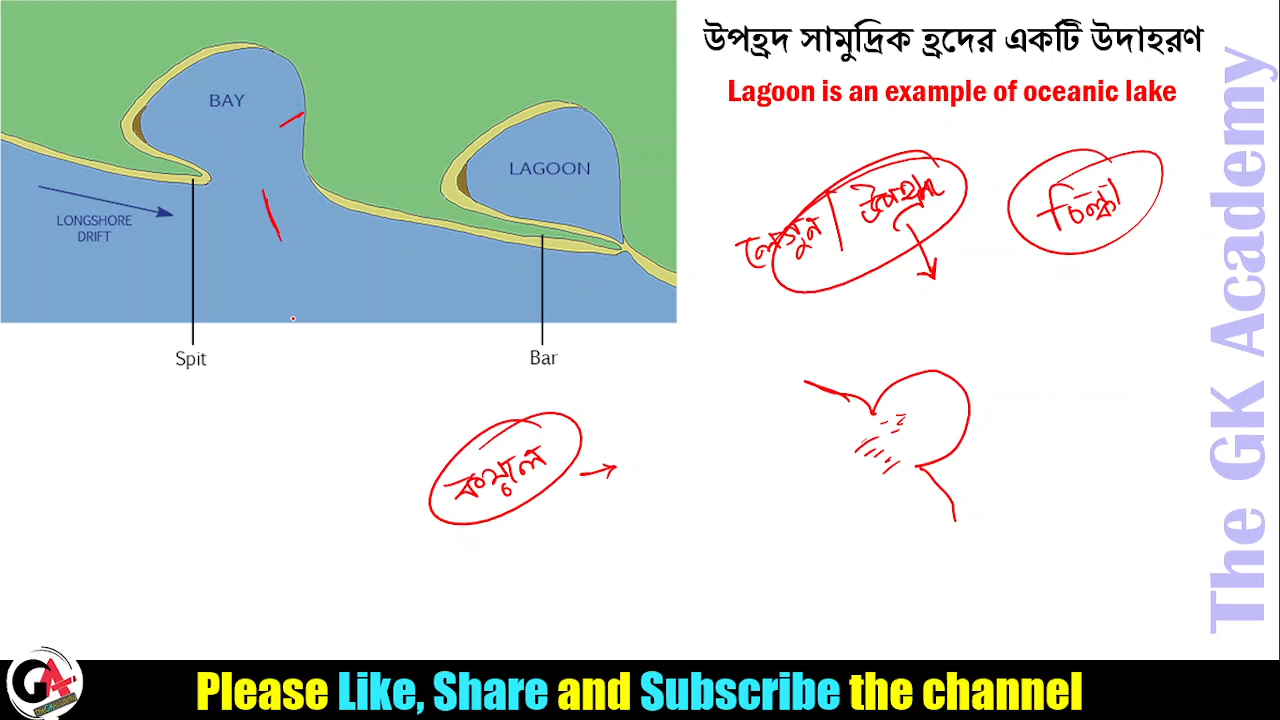 উপহ্রদ সামুদ্রিক হ্রদের একটি উদাহরণ
Lagoon is an example of oceanic lake
BAY
LAGOON
LONGSHORE
DRIFT
Spit
Bar
লেগুন / উপহ্রদ
চিল্কা
The GK Academy
GA
Please Like, Share and Subscribe the channel